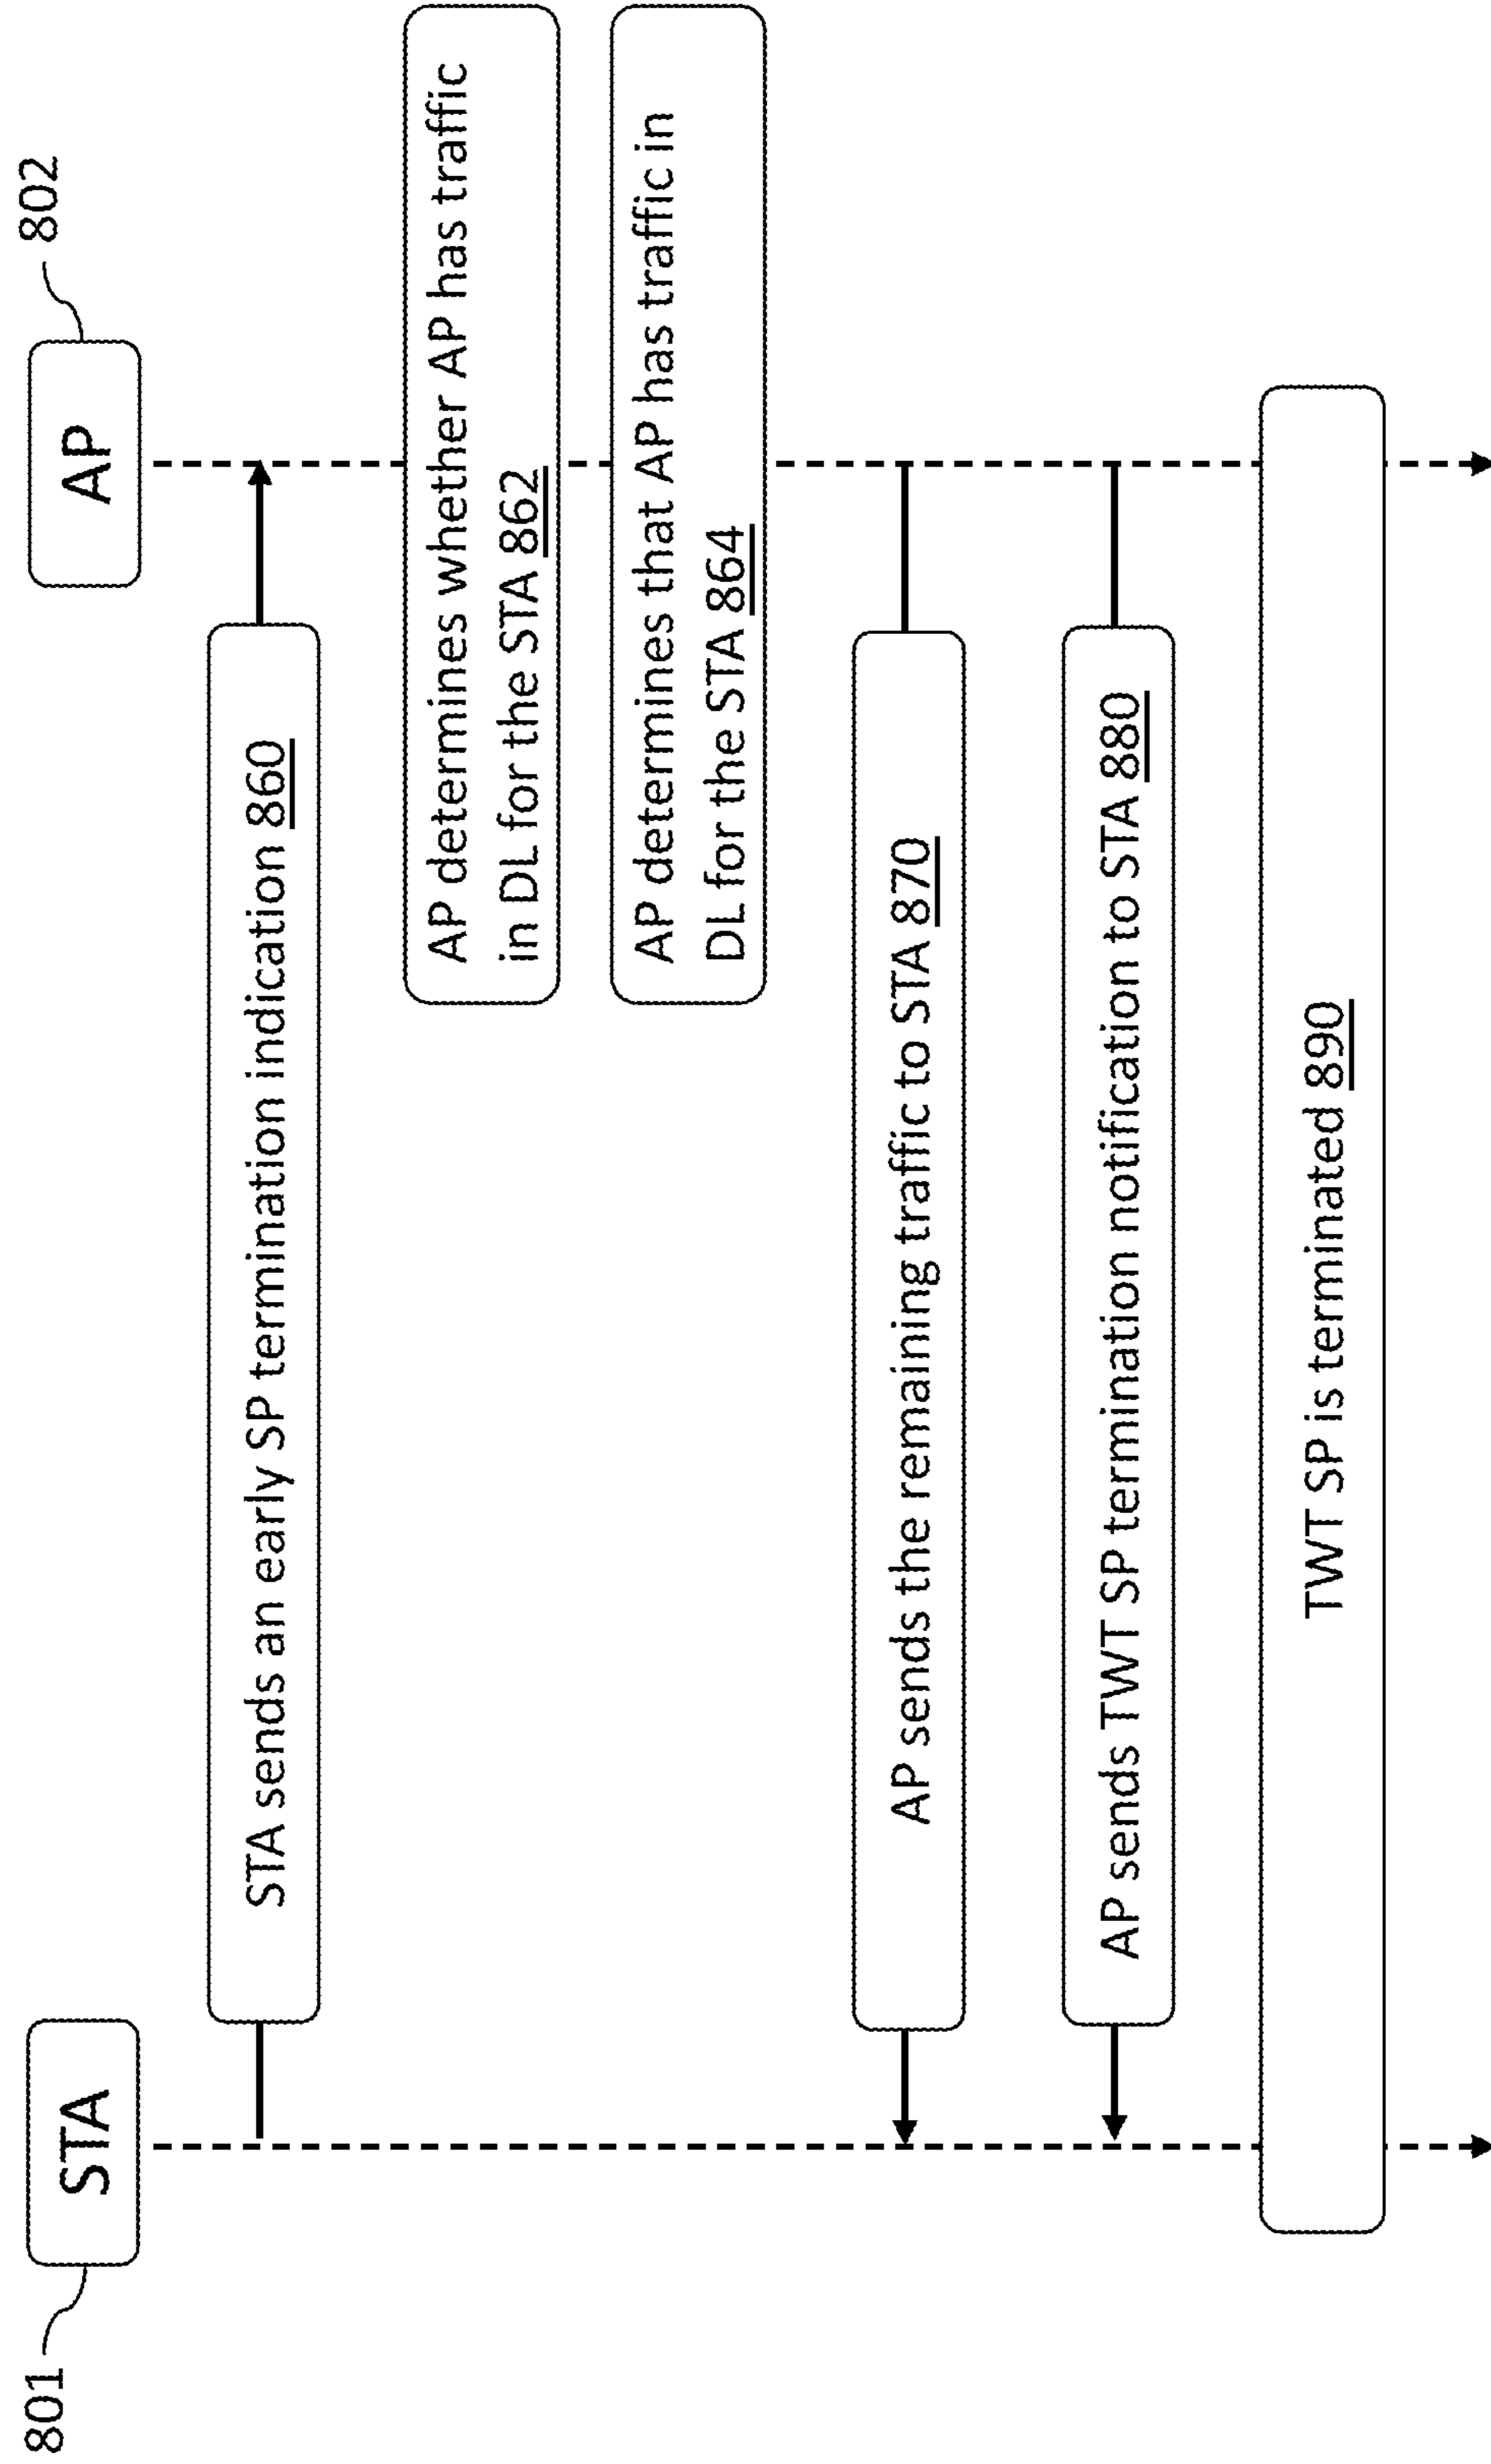 801
STA
AP
802
STA sends an early SP termination indication 860
AP determines whether AP has traffic
in DL for the STA 862
AP determines that AP has traffic in
DL for the STA 864
AP sends the remaining traffic to STA 870
AP sends TWT SP termination notification to STA 880
TWT SP is terminated 890